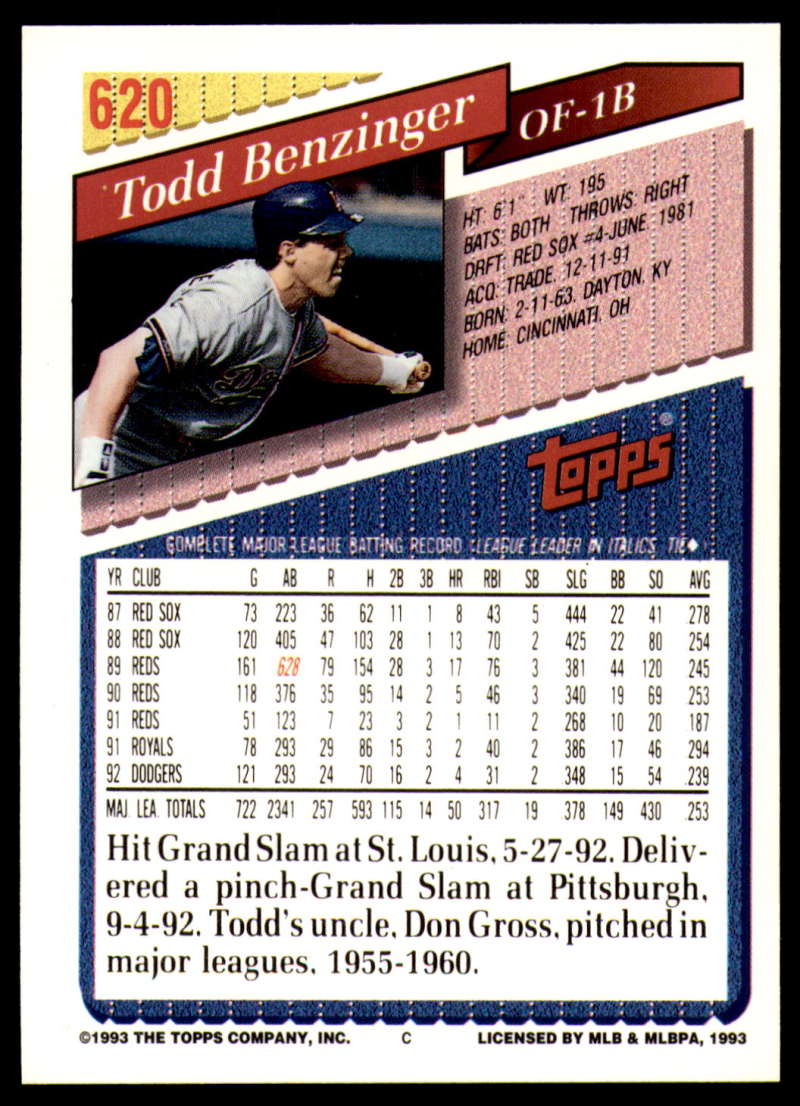 620
Todd Benzinger
OF-1B
HT: 6'1" WT: 195
BATS: BOTH THROWS: RIGHT
DRFT: RED SOX #4-JUNE, 1981
ACQ: TRADE, 12-11-91
BORN: 2-11-63, DAYTON, KY
HOME: CINCINNATI, OH
topps®
COMPLETE MAJOR LEAGUE BATTING RECORD LEAGUE LEADER IN ITALICS, TIE◆
YR CLUB G AB R H 2B 3B HR RBI SB SLG BB SO AVG
87 RED SOX 73 223 36 62 11 1 8 43 5 .444 22 41 .278
88 RED SOX 120 405 47 103 28 1 13 70 2 .425 22 80 .254
89 REDS 161 628 79 154 28 3 17 76 3 .381 44 120 .245
90 REDS 118 376 35 95 14 2 5 46 3 .340 19 69 .253
91 REDS 51 123 7 23 3 2 1 11 2 .268 10 20 .187
91 ROYALS 78 293 29 86 15 3 2 40 2 .386 17 46 .294
92 DODGERS 121 293 24 70 16 2 4 31 2 .348 15 54 .239
MAJ. LEA. TOTALS 722 2341 257 593 115 14 50 317 19 .378 149 430 .253
Hit Grand Slam at St. Louis, 5-27-92. Deliv-
ered a pinch-Grand Slam at Pittsburgh,
9-4-92. Todd's uncle, Don Gross, pitched in
major leagues, 1955-1960.
©1993 THE TOPPS COMPANY, INC. C LICENSED BY MLB & MLBPA, 1993